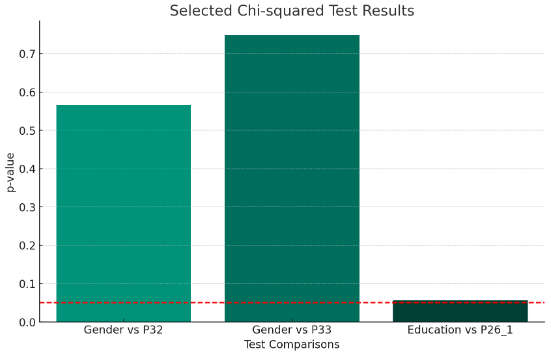 Selected Chi-squared Test Results
p-value
0.7
0.6
0.5
0.4
0.3
0.2
0.1
0.0
Gender vs P32
Gender vs P33
Education vs P26_1
Test Comparisons